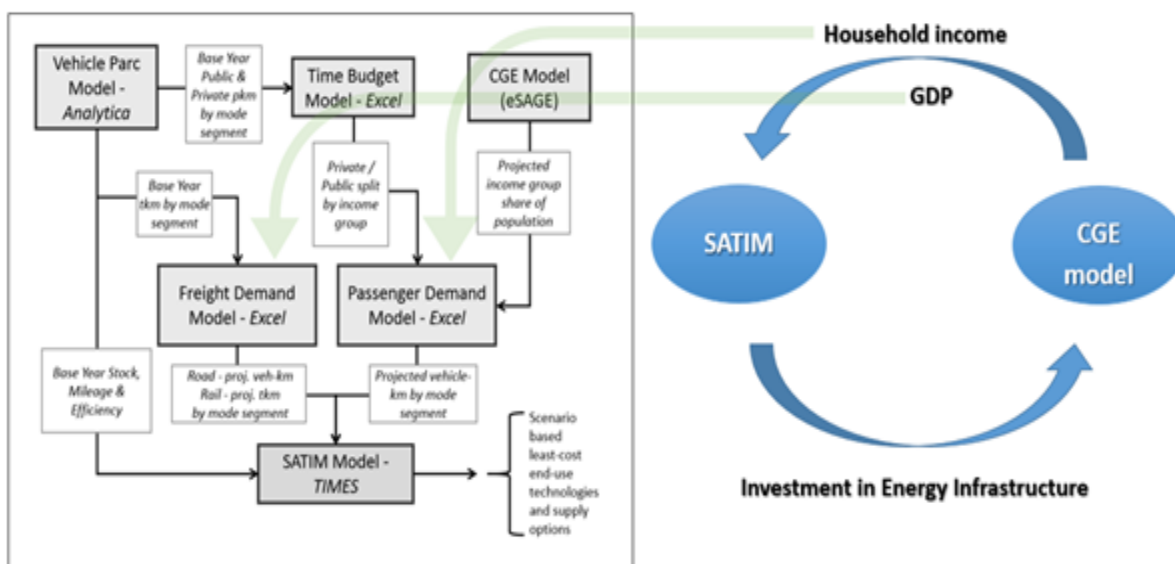 Vehicle Parc
Model -
Analytica
Base Year
Public &
Private pkm
by mode
segment
Time Budget
Model - Excel
CGE Model
(eSAGE)
Household income
GDP
Base Year
tkm by mode
segment
Private /
Public split
by income
group
Projected
income group
share of
population
SATIM
CGE
model
Freight Demand
Model - Excel
Passenger Demand
Model - Excel
Base Year Stock,
Mileage &
Efficiency
Road - proj. veh-km
Rail - proj. tkm
by mode segment
Projected vehicle-
km by mode
segment
SATIM Model -
TIMES
Scenario
based
least-cost
end-use
technologies
and supply
options
Investment in Energy Infrastructure